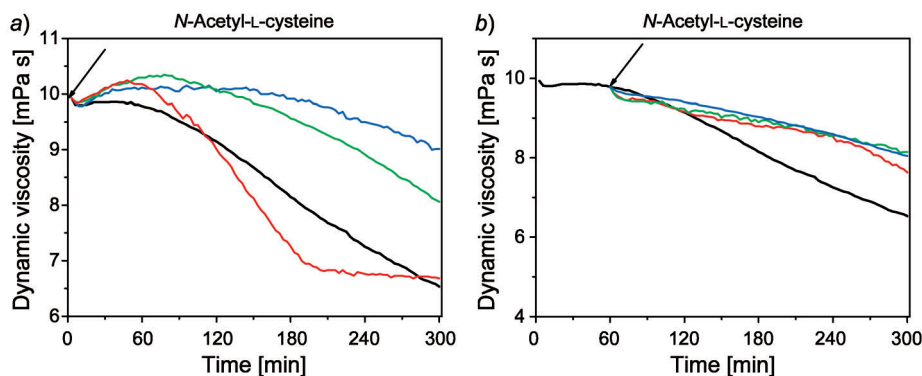 a) N-Acetyl-L-cysteine
Dynamic viscosity [mPa s]
11
10
9
8
7
6
0 60 120 180 240 300
Time [min]
b) N-Acetyl-L-cysteine
Dynamic viscosity [mPa s]
10
8
6
4
0 60 120 180 240 300
Time [min]